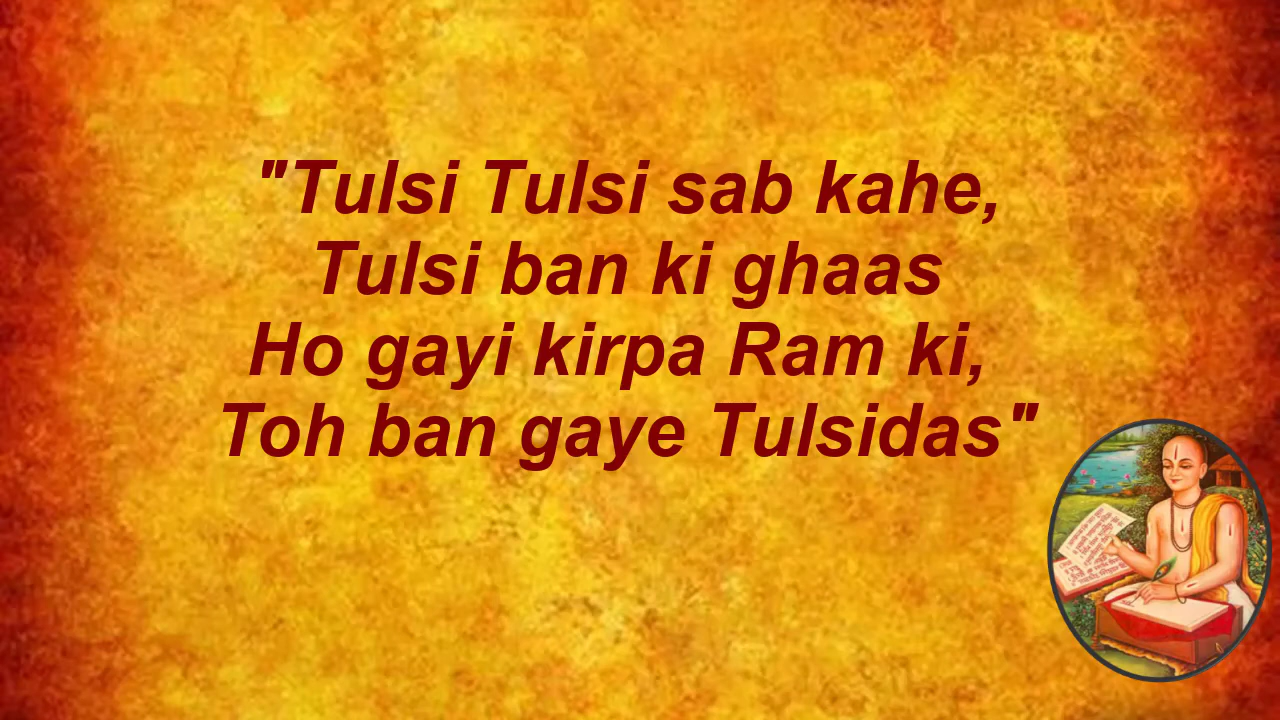 "Tulsi Tulsi sab kahe,
Tulsi ban ki ghaas
Ho gayi kirpa Ram ki,
Toh ban gaye Tulsidas"